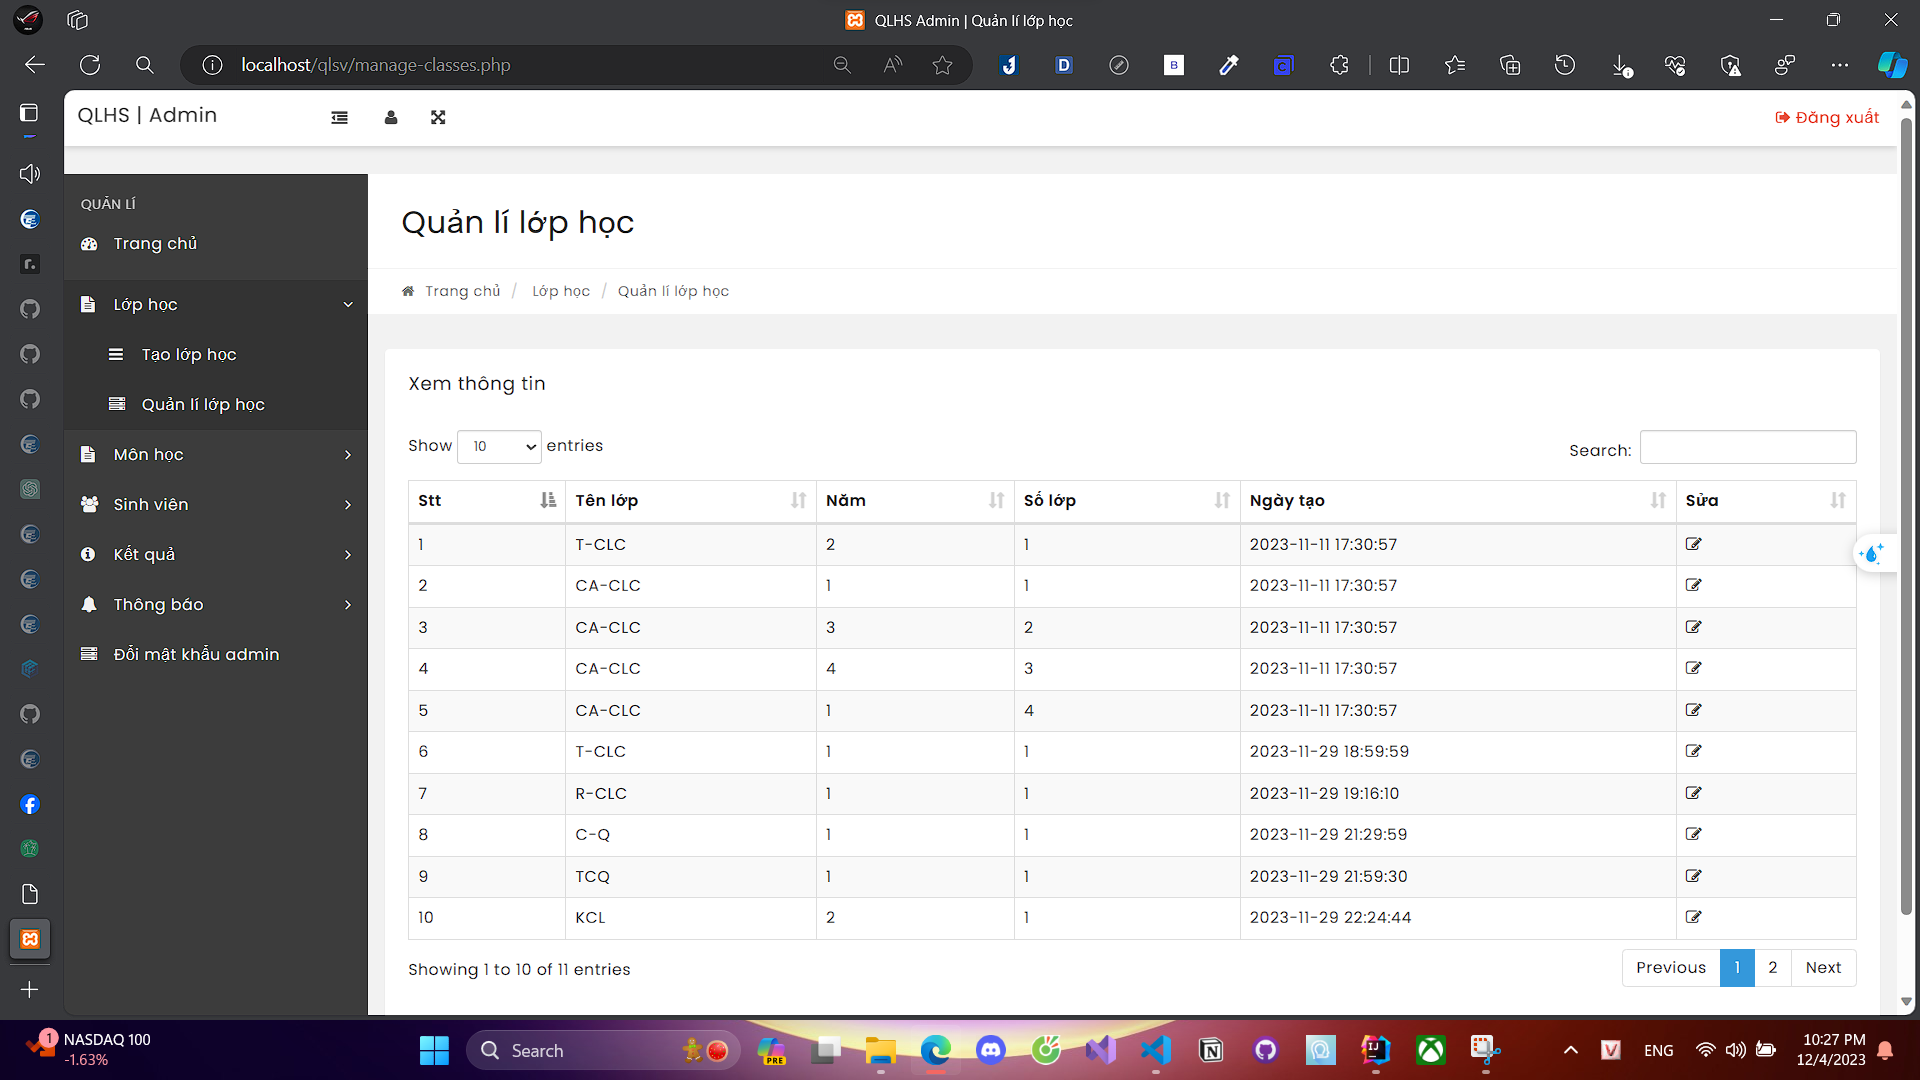 QLHS Admin | Quản lí lớp học
localhost/qlsv/manage-classes.php
QLHS | Admin
Đăng xuất
QUẢN LÍ
Trang chủ
Lớp học
Tạo lớp học
Quản lí lớp học
Môn học
Sinh viên
Kết quả
Thông báo
Đổi mật khẩu admin
Quản lí lớp học
Trang chủ / Lớp học / Quản lí lớp học
Xem thông tin
Show 10 entries
Search:
Stt Tên lớp Năm Số lớp Ngày tạo Sửa
1 T-CLC 2 1 2023-11-11 17:30:57
2 CA-CLC 1 1 2023-11-11 17:30:57
3 CA-CLC 3 2 2023-11-11 17:30:57
4 CA-CLC 4 3 2023-11-11 17:30:57
5 CA-CLC 1 4 2023-11-11 17:30:57
6 T-CLC 1 1 2023-11-29 18:59:59
7 R-CLC 1 1 2023-11-29 19:16:10
8 C-Q 1 1 2023-11-29 21:29:59
9 TCQ 1 1 2023-11-29 21:59:30
10 KCL 2 1 2023-11-29 22:24:44
Showing 1 to 10 of 11 entries
Previous 1 2 Next
1 NASDAQ 100
-1.63%
Search
PRE
ENG
10:27 PM
12/4/2023